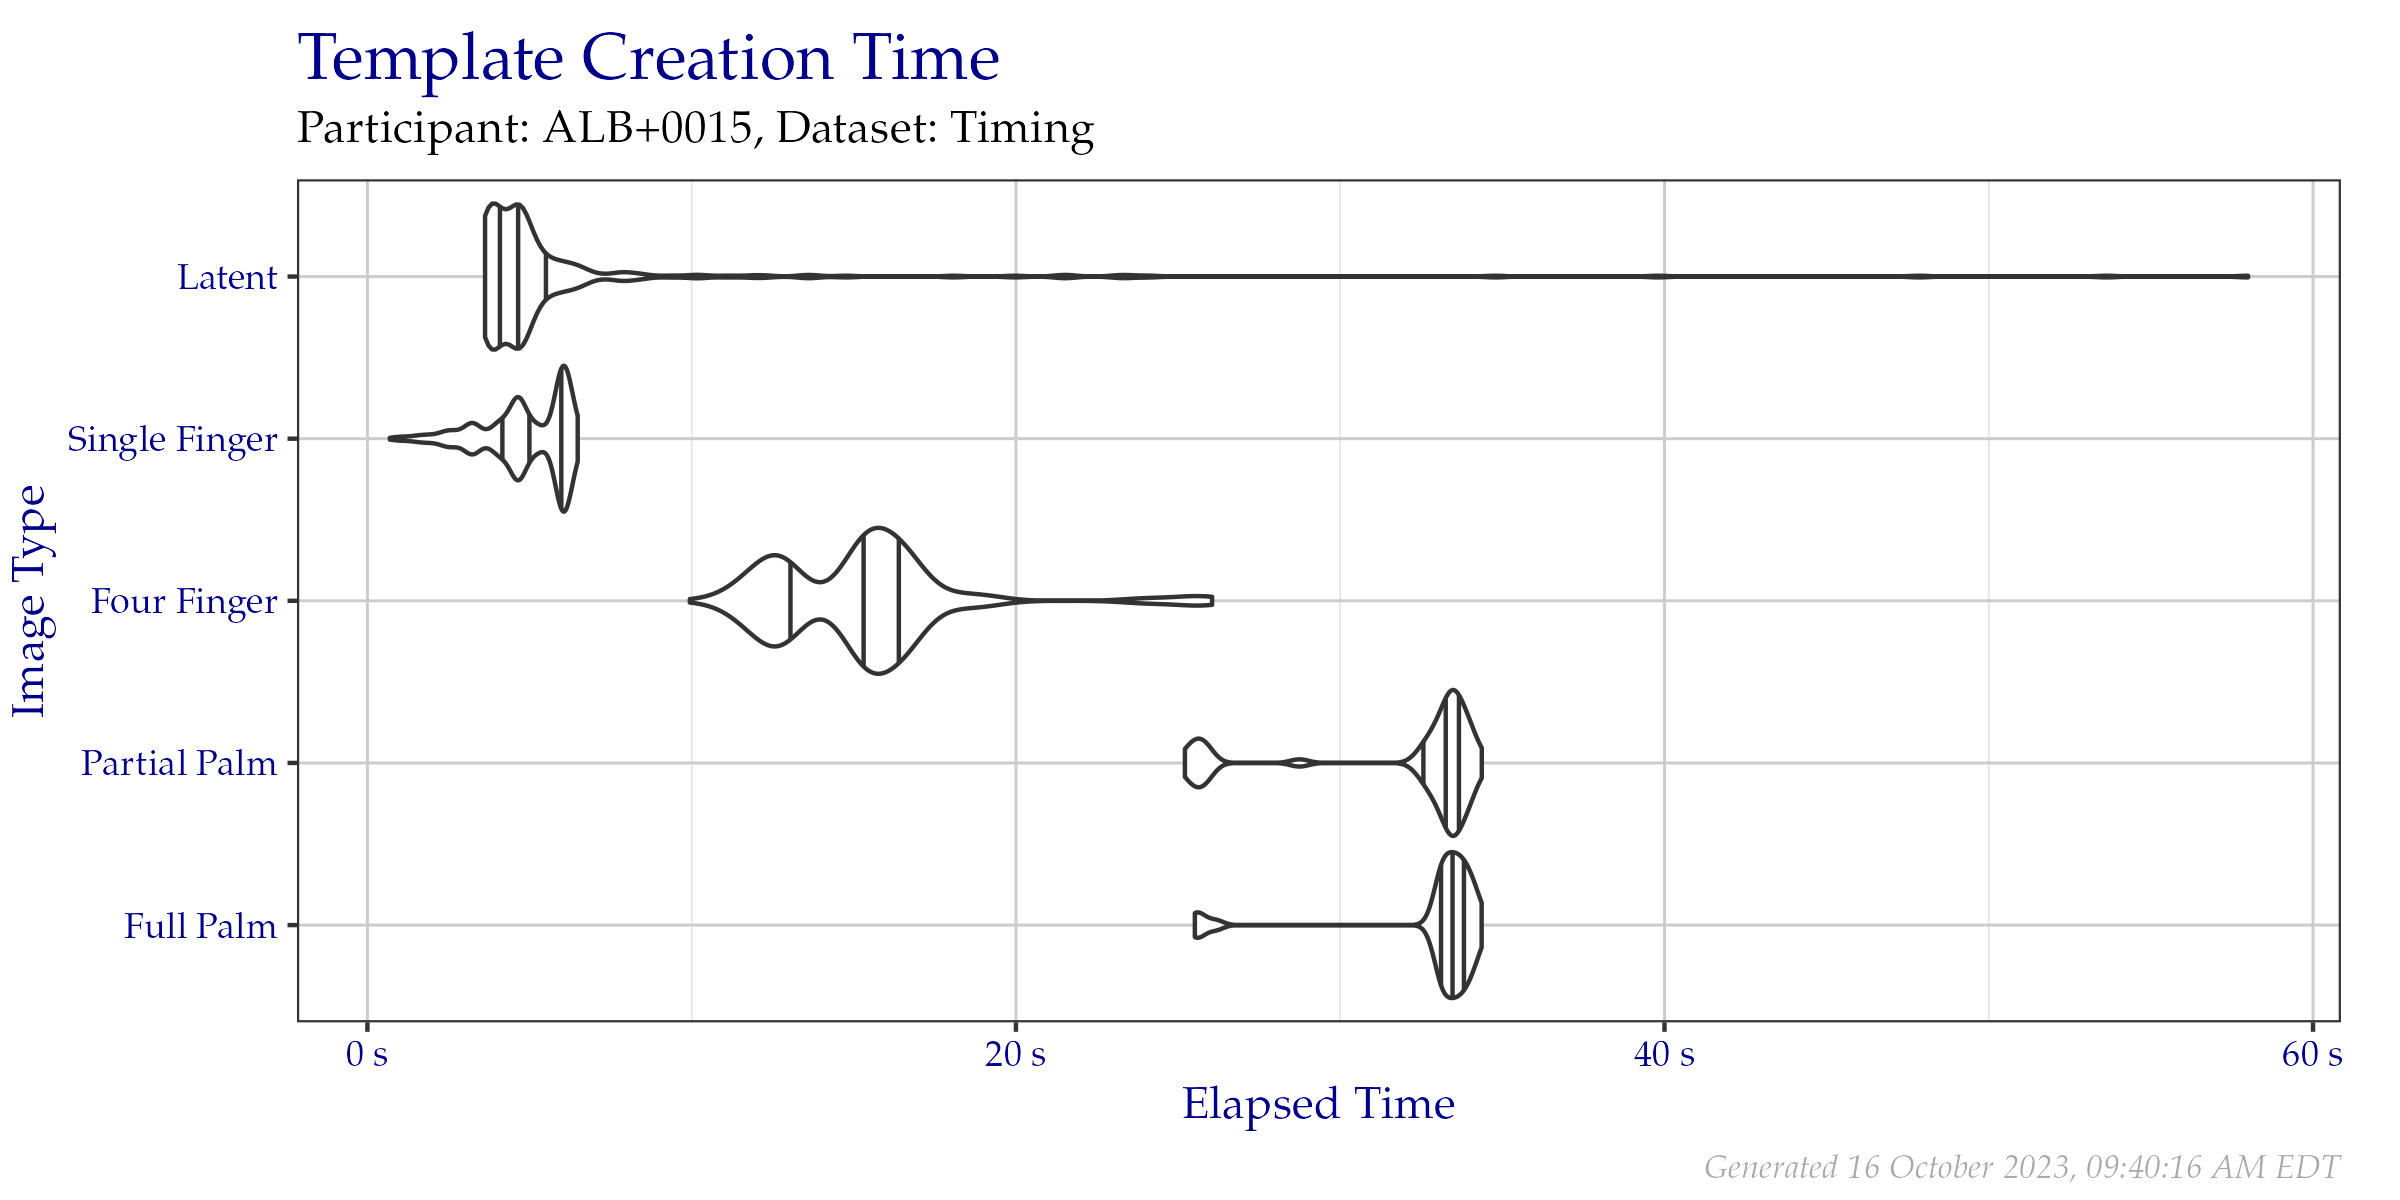 Template Creation Time
Participant: ALB+0015, Dataset: Timing
Image Type
Latent
Single Finger
Four Finger
Partial Palm
Full Palm
0 s
20 s
40 s
60 s
Elapsed Time
Generated 16 October 2023, 09:40:16 AM EDT